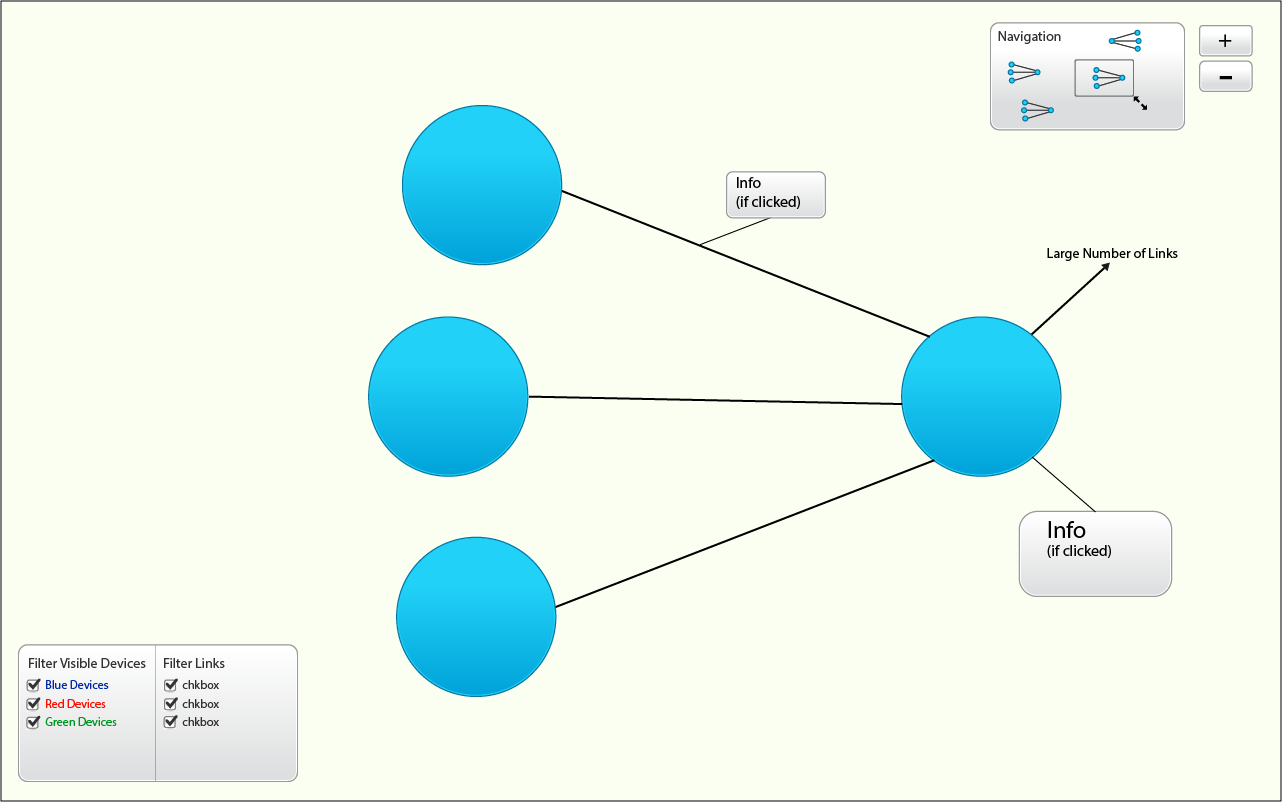 Navigation
+
-
Info
(if clicked)
Large Number of Links
Info
(if clicked)
Filter Visible Devices
Blue Devices
Red Devices
Green Devices
Filter Links
chkbox
chkbox
chkbox